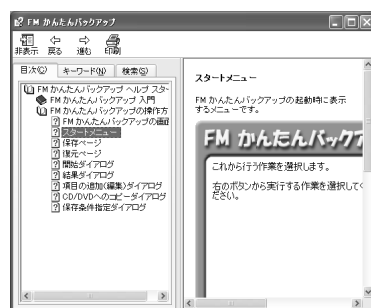 FM かんたんバックアップ
非表示 戻る 進む 印刷
目次(C) キーワード(N) 検索(S)
FM かんたんバックアップ ヘルプ スター
FM かんたんバックアップ 入門
FM かんたんバックアップの操作方
FM かんたんバックアップの画面
スタートメニュー
保存ページ
復元ページ
開始ダイアログ
結果ダイアログ
項目の追加(編集)ダイアログ
CD/DVDへのコピーダイアログ
保存条件指定ダイアログ
スタートメニュー
FM かんたんバックアップの起動時に表示
するメニューです。
FM かんたんバックア
これから行う作業を選択します。
右のボタンから実行する作業を選択してく
ださい。